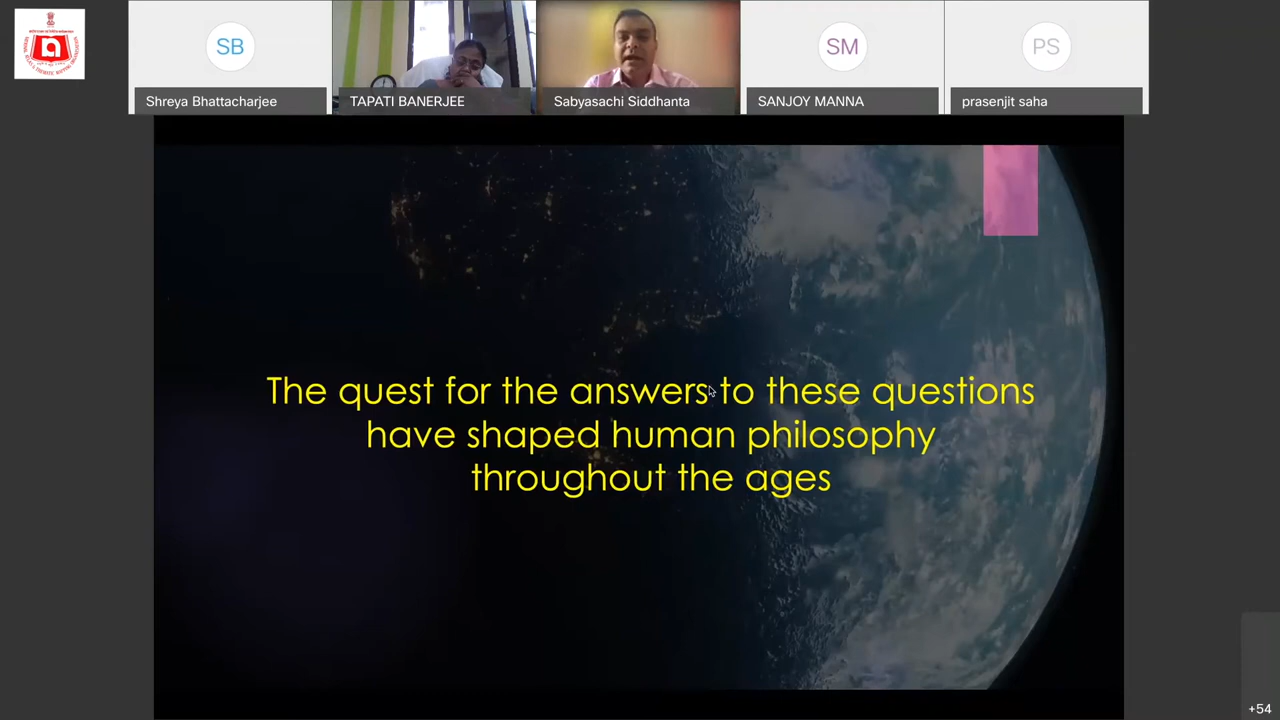 SB
SM
PS
Shreya Bhattacharjee
TAPATI BANERJEE
Sabyasachi Siddhanta
SANJOY MANNA
prasenjit saha
The quest for the answers to these questions
have shaped human philosophy
throughout the ages
+54